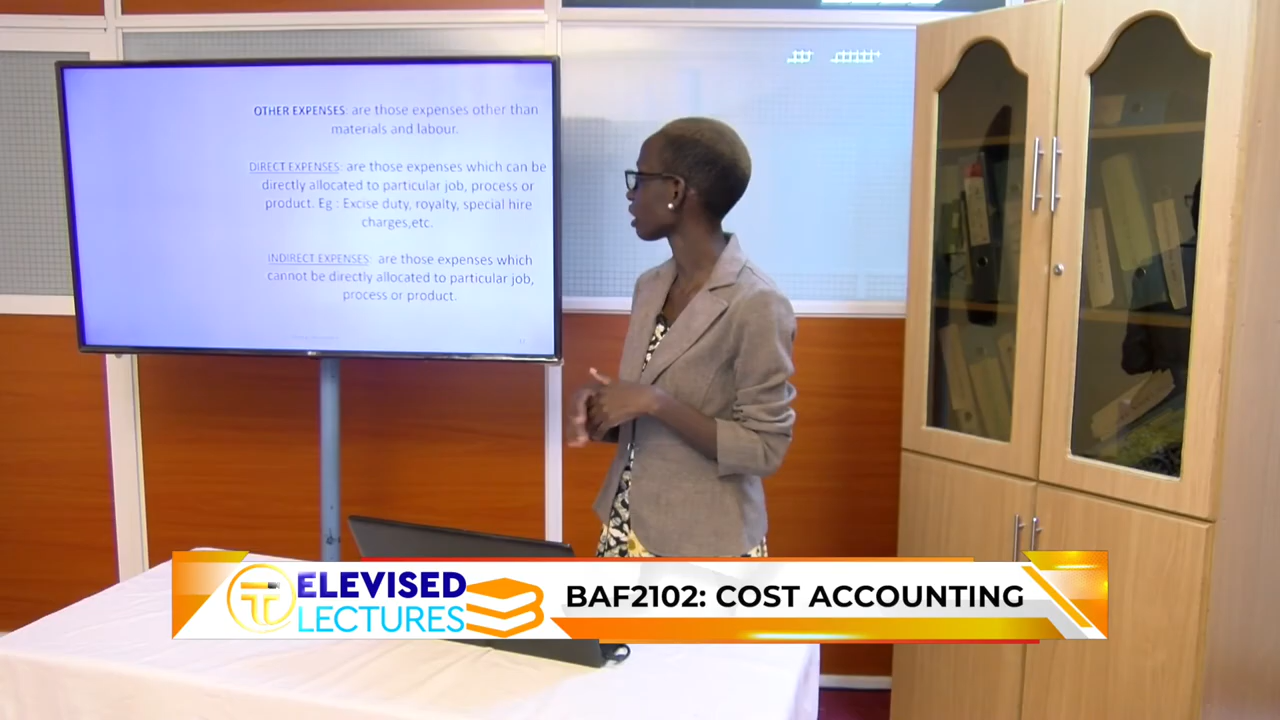 OTHER EXPENSES: are those expenses other than
materials and labour.
DIRECT EXPENSES: are those expenses which can be
directly allocated to particular job, process or
product. Eg : Excise duty, royalty, special hire
charges,etc.
INDIRECT EXPENSES: are those expenses which
cannot be directly allocated to particular job,
process or product.
TELEVISED
LECTURES
BAF2102: COST ACCOUNTING